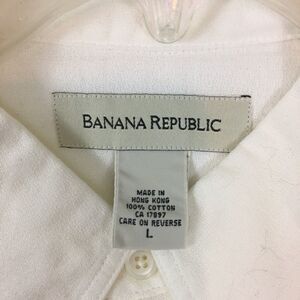 BANANA REPUBLIC
MADE IN
HONG KONG
100% COTTON
CA 17897
CARE ON REVERSE
L